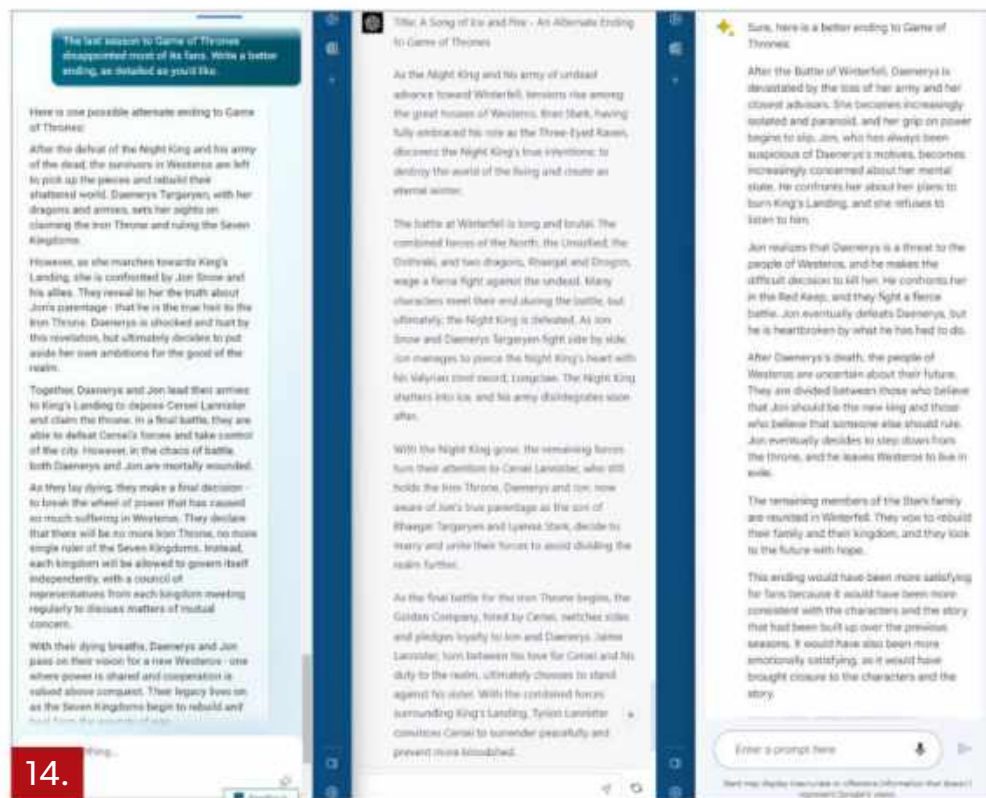 The last season to Game of Thrones
disappointed most of its fans. Write a better
ending, as detailed as you'd like.
Here is one possible alternate ending to Game
of Thrones:
After the defeat of the Night King and his army
of the dead, the survivors in Westeros are left
to pick up the pieces and rebuild their
shattered world. Daenerys Targaryen, with her
dragons and armies, sets her sights on
claiming the Iron Throne and ruling the Seven
Kingdoms.
However, as she marches towards King's
Landing, she is confronted by Jon Snow and
his allies. They reveal to her the truth about
Jon's parentage - that he is the true heir to the
Iron Throne. Daenerys is shocked and hurt by
this revelation, but ultimately decides to put
aside her own ambitions for the good of the
realm.
Together, Daenerys and Jon lead their armies
to King's Landing to depose Cersei Lannister
and claim the throne. In a final battle, they are
able to defeat Cersei's forces and take control
of the city. However, in the chaos of battle,
both Daenerys and Jon are mortally wounded.
As they lay dying, they make a final decision -
to break the wheel of power that has caused
so much suffering in Westeros. They declare
that there will be no more Iron Throne, no more
single ruler of the Seven Kingdoms. Instead,
each kingdom will be allowed to govern itself
independently, with a council of
representatives from each kingdom meeting
regularly to discuss matters of mutual
concern.
With their dying breaths, Daenerys and Jon
pass on their vision for a new Westeros - one
where power is shared and cooperation is
valued above conquest. Their legacy lives on
as the Seven Kingdoms begin to rebuild and
14.
Title: A Song of Ice and Fire - An Alternate Ending
to Game of Thrones
As the Night King and his army of undead
advance toward Winterfell, tensions rise among
the great houses of Westeros. Bran Stark, having
fully embraced his role as the Three-Eyed Raven,
discovers the Night King's true intentions: to
destroy the world of the living and create an
eternal winter.
The battle at Winterfell is long and brutal. The
combined forces of the North, the Unsullied, the
Dothraki, and two dragons, Rhaegal and Drogon,
wage a fierce fight against the undead. Many
characters meet their end during the battle, but
ultimately, the Night King is defeated. As Jon
Snow and Daenerys Targaryen fight side by side,
Jon manages to pierce the Night King's heart with
his Valyrian steel sword, Longclaw. The Night King
shatters into ice, and his army disintegrates soon
after.
With the Night King gone, the remaining forces
turn their attention to Cersei Lannister, who still
holds the Iron Throne. Daenerys and Jon, now
aware of Jon's true parentage as the son of
Rhaegar Targaryen and Lyanna Stark, decide to
marry and unite their forces to avoid dividing the
realm further.
As the final battle for the Iron Throne begins, the
Golden Company, hired by Cersei, switches sides
and pledges loyalty to Jon and Daenerys. Jaime
Lannister, torn between his love for Cersei and his
duty to the realm, ultimately chooses to stand
against his sister. With the combined forces
surrounding King's Landing, Tyrion Lannister
convinces Cersei to surrender peacefully and
prevent more bloodshed.
Sure, here is a better ending to Game of
Thrones:
After the Battle of Winterfell, Daenerys is
devastated by the loss of her army and her
closest advisors. She becomes increasingly
isolated and paranoid, and her grip on power
begins to slip. Jon, who has always been
suspicious of Daenerys's motives, becomes
increasingly concerned about her mental
state. He confronts her about her plans to
burn King's Landing, and she refuses to
listen to him.
Jon realizes that Daenerys is a threat to the
people of Westeros, and he makes the
difficult decision to kill her. He confronts her
in the Red Keep, and they fight a fierce
battle. Jon eventually defeats Daenerys, but
he is heartbroken by what he has had to do.
After Daenerys's death, the people of
Westeros are uncertain about their future.
They are divided between those who believe
that Jon should be the new king and those
who believe that someone else should rule.
Jon eventually decides to step down from
the throne, and he leaves Westeros to live in
exile.
The remaining members of the Stark family
are reunited in Winterfell. They vow to rebuild
their family and their kingdom, and they look
to the future with hope.
This ending would have been more satisfying
for fans because it would have been more
consistent with the characters and the story
that had been built up over the previous
seasons. It would have also been more
emotionally satisfying, as it would have
brought closure to the characters and the
story.
Enter a prompt here
Bard may display inaccurate or offensive information that doesn't
represent Google's views.